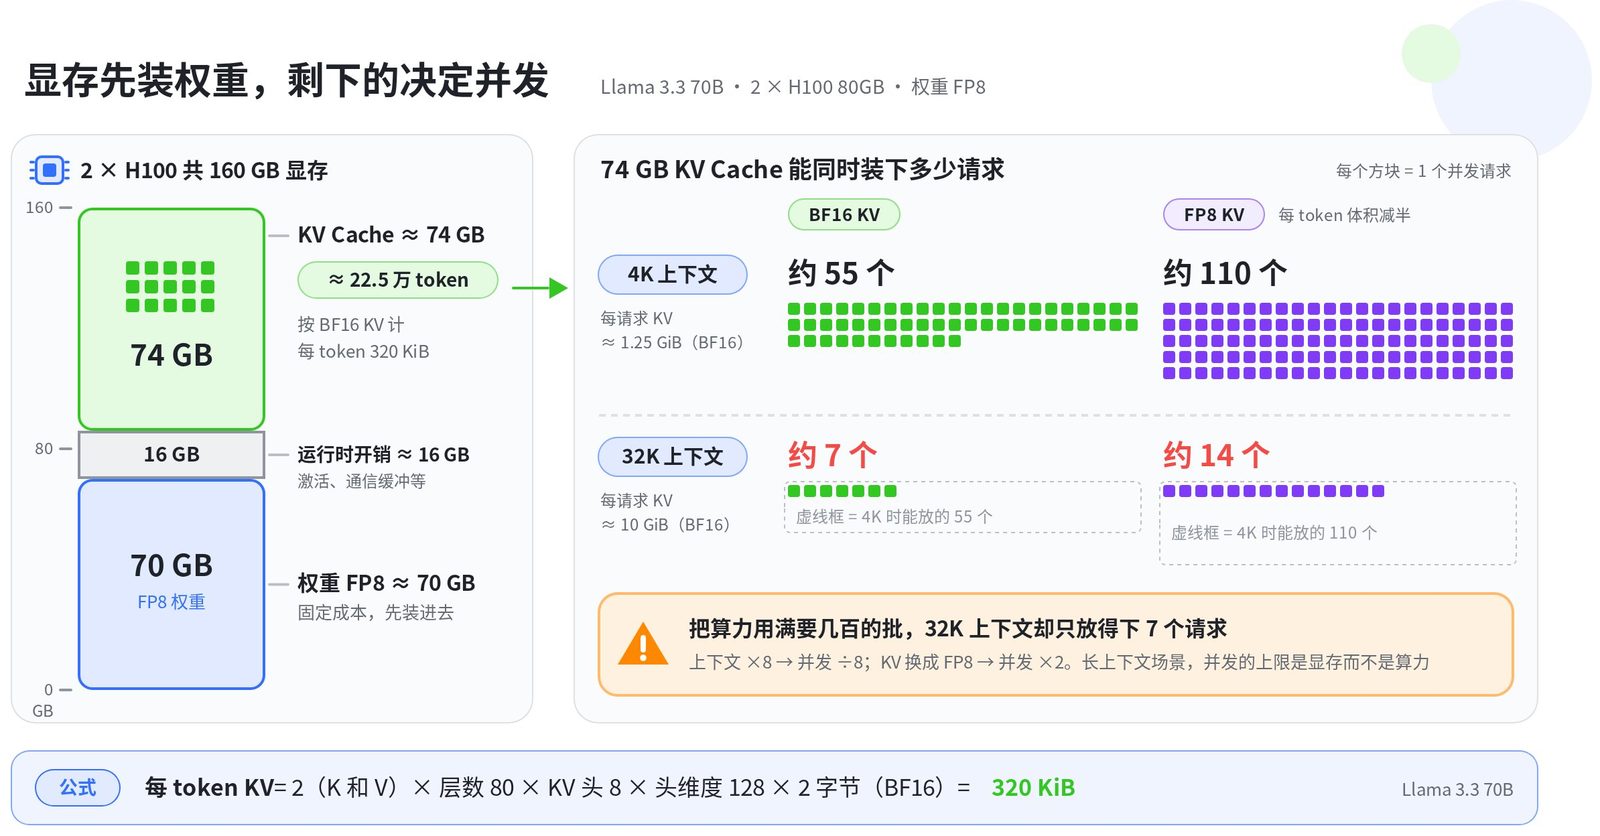 显存先装权重，剩下的决定并发
Llama 3.3 70B · 2 × H100 80GB · 权重 FP8
2 × H100 共 160 GB 显存
160
80
0
GB
74 GB
16 GB
70 GB
FP8 权重
KV Cache ≈ 74 GB
≈ 22.5 万 token
按 BF16 KV 计
每 token 320 KiB
运行时开销 ≈ 16 GB
激活、通信缓冲等
权重 FP8 ≈ 70 GB
固定成本，先装进去
74 GB KV Cache 能同时装下多少请求
每个方块 = 1 个并发请求
BF16 KV
FP8 KV
每 token 体积减半
4K 上下文
每请求 KV
≈ 1.25 GiB（BF16）
约 55 个
约 110 个
32K 上下文
每请求 KV
≈ 10 GiB（BF16）
约 7 个
虚线框 = 4K 时能放的 55 个
约 14 个
虚线框 = 4K 时能放的 110 个
把算力用满要几百的批，32K 上下文却只放得下 7 个请求
上下文 ×8 → 并发 ÷8；KV 换成 FP8 → 并发 ×2。长上下文场景，并发的上限是显存而不是算力
公式
每 token KV= 2（K 和 V）× 层数 80 × KV 头 8 × 头维度 128 × 2 字节（BF16）= 320 KiB
Llama 3.3 70B